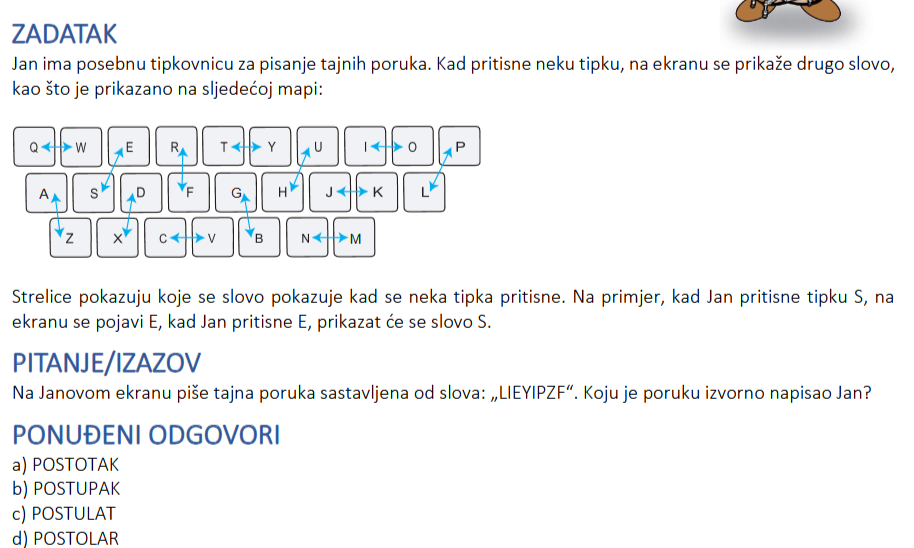 ZADATAK
Jan ima posebnu tipkovnicu za pisanje tajnih poruka. Kad pritisne neku tipku, na ekranu se prikaže drugo slovo,
kao što je prikazano na sljedećoj mapi:
Q W E R T Y U I O P
A S D F G H J K L
Z X C V B N M
Strelice pokazuju koje se slovo pokazuje kad se neka tipka pritisne. Na primjer, kad Jan pritisne tipku S, na
ekranu se pojavi E, kad Jan pritisne E, prikazat će se slovo S.
PITANJE/IZAZOV
Na Janovom ekranu piše tajna poruka sastavljena od slova: „LIEYIPZF“. Koju je poruku izvorno napisao Jan?
PONUĐENI ODGOVORI
a) POSTOTAK
b) POSTUPAK
c) POSTULAT
d) POSTOLAR